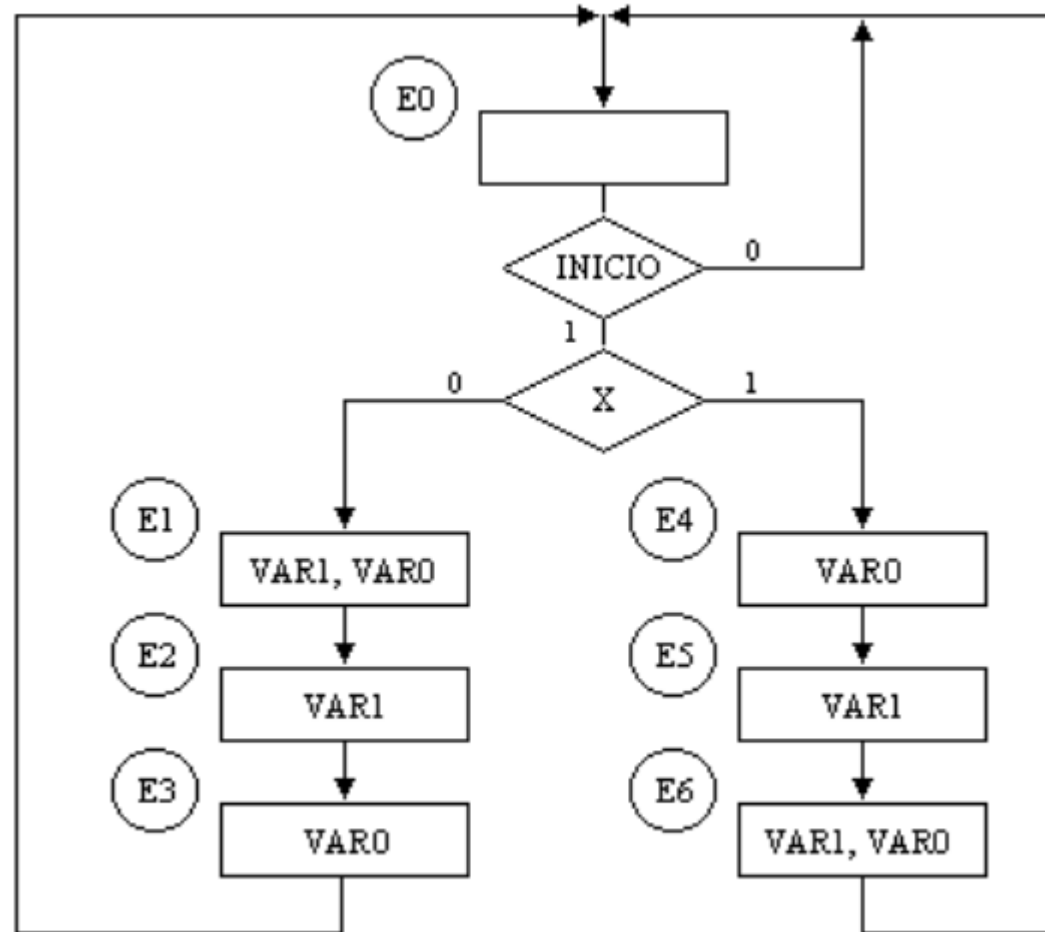 E0
INICIO
0
1
0
X
1
E1
VAR1, VAR0
E4
VAR0
E2
VAR1
E5
VAR1
E3
VAR0
E6
VAR1, VAR0